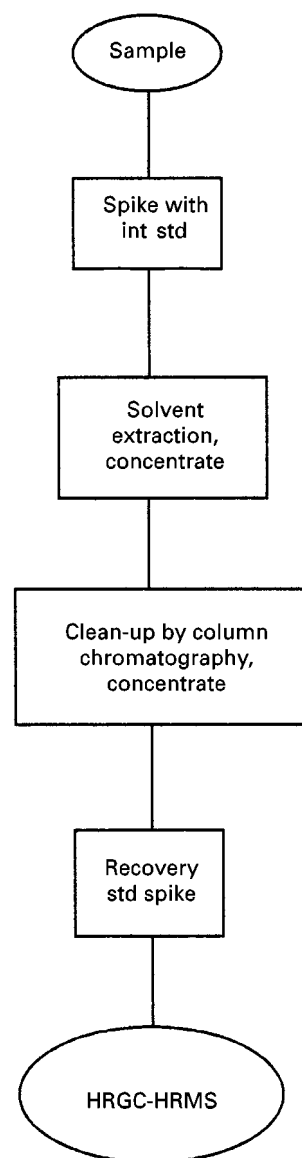 Sample
Spike with
int std
Solvent
extraction,
concentrate
Clean-up by column
chromatography,
concentrate
Recovery
std spike
HRGC-HRMS